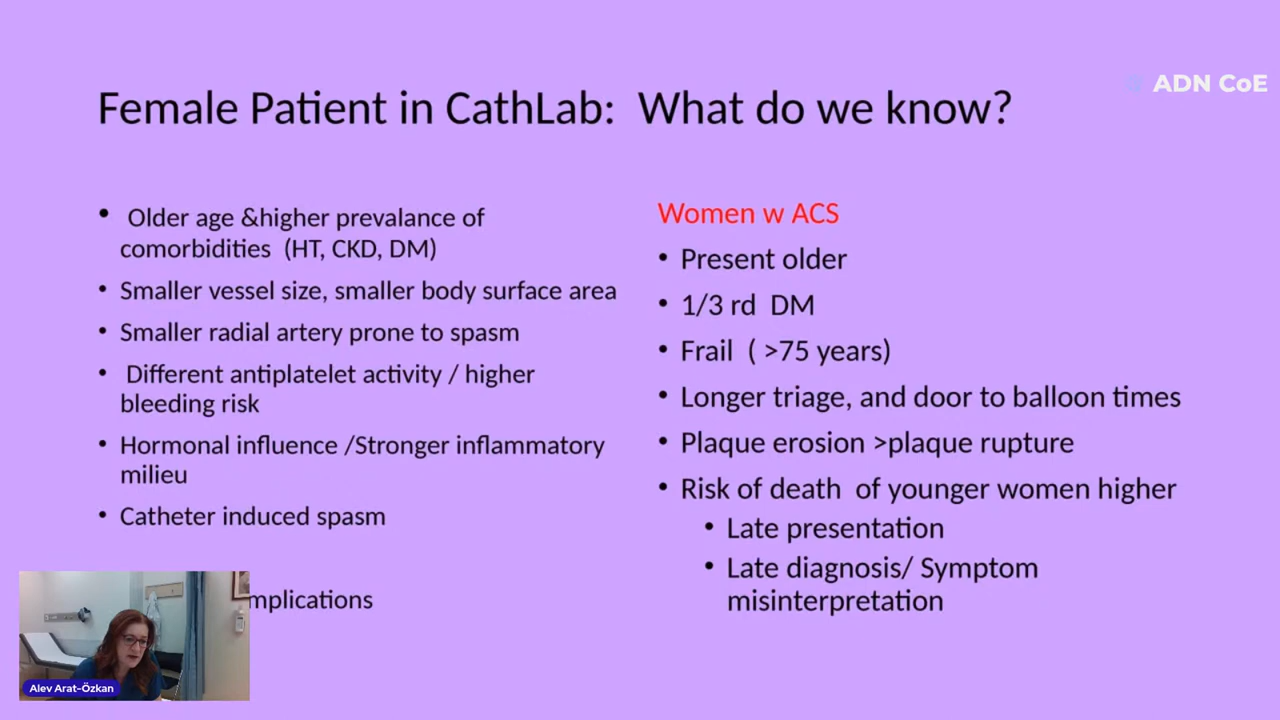 ADN CoE
Female Patient in CathLab: What do we know?
• Older age &higher prevalance of
comorbidities (HT, CKD, DM)
• Smaller vessel size, smaller body surface area
• Smaller radial artery prone to spasm
• Different antiplatelet activity / higher
bleeding risk
• Hormonal influence /Stronger inflammatory
milieu
• Catheter induced spasm
Women w ACS
• Present older
• 1/3 rd DM
• Frail ( >75 years)
• Longer triage, and door to balloon times
• Plaque erosion >plaque rupture
• Risk of death of younger women higher
• Late presentation
• Late diagnosis/ Symptom
misinterpretation
Alev Arat-Özkan